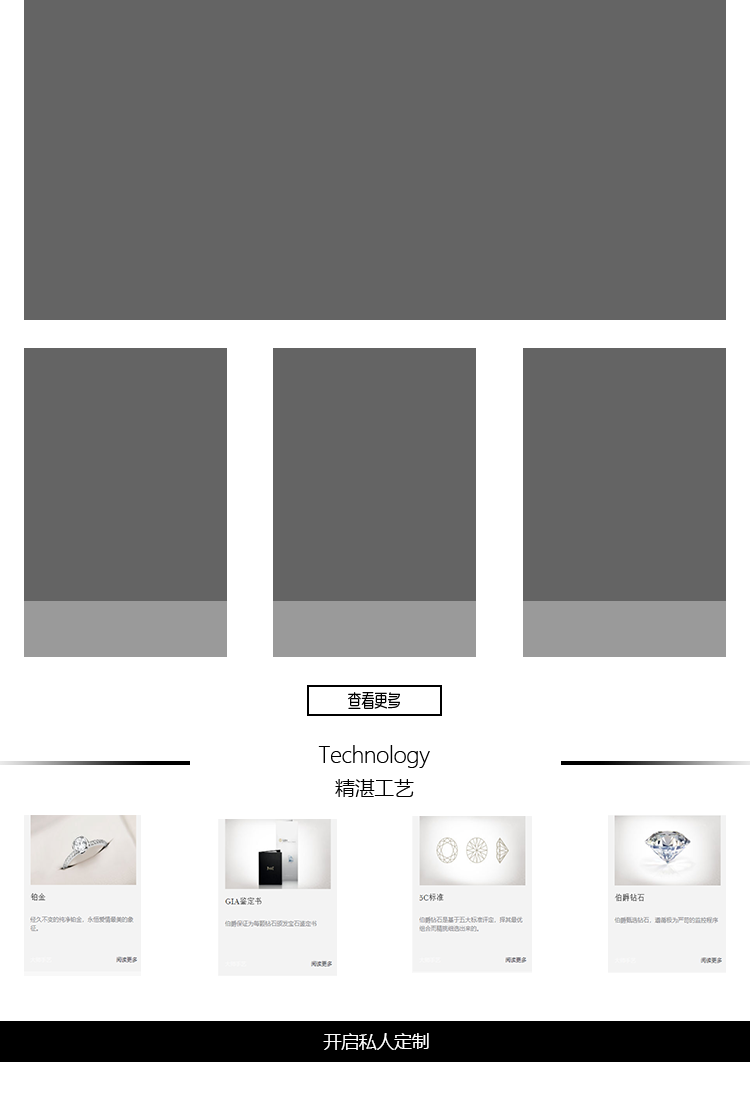 查看更多
Technology
精湛工艺
铂金
经久不变的纯净铂金，永恒爱情最美的象
征。
阅读更多
GIA鉴定书
伯爵保证为每颗钻石颁发宝石鉴定书
阅读更多
5C标准
伯爵钻石是基于五大标准评定，择其最优
组合而精挑细选出来的。
阅读更多
伯爵钻石
伯爵甄选钻石，遵循极为严苛的监控程序
阅读更多
开启私人定制